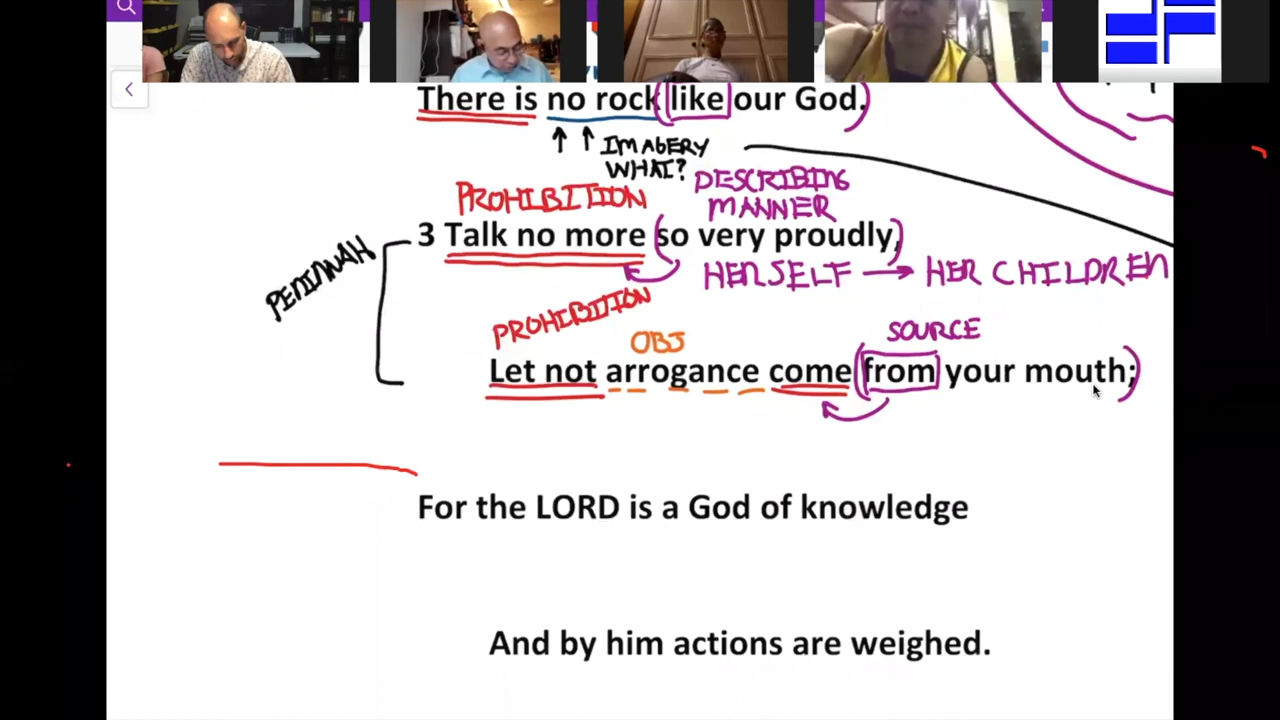 There is no rock (like our God.)
IMAGERY
WHAT?
PROHIBITION
DESCRIBING
MANNER
3 Talk no more (so very proudly,)
PENINNAH
HERSELF → HER CHILDREN
PROHIBITION
OBJ
SOURCE
Let not arrogance come (from your mouth;)
For the LORD is a God of knowledge
And by him actions are weighed.